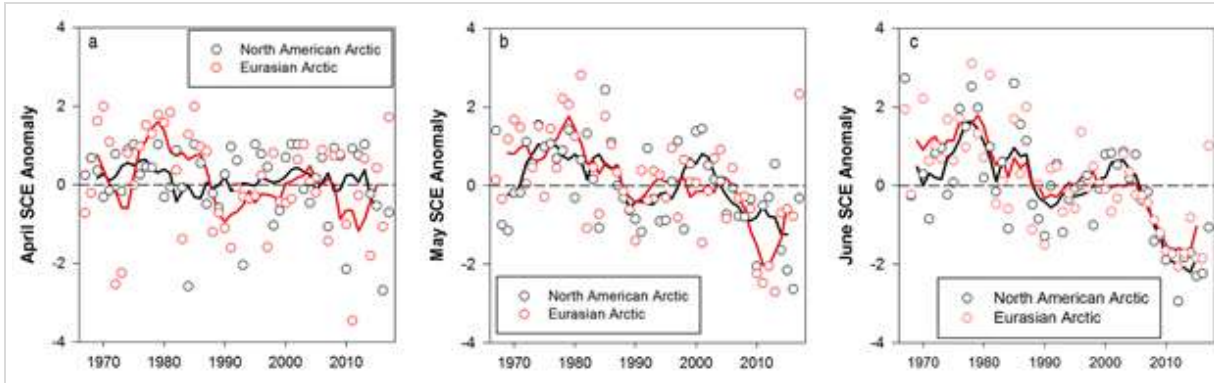 a
North American Arctic
Eurasian Arctic
April SCE Anomaly
4
2
0
-2
-4
1970 1980 1990 2000 2010
b
North American Arctic
Eurasian Arctic
May SCE Anomaly
4
2
0
-2
-4
1970 1980 1990 2000 2010
c
North American Arctic
Eurasian Arctic
June SCE Anomaly
4
2
0
-2
-4
1970 1980 1990 2000 2010